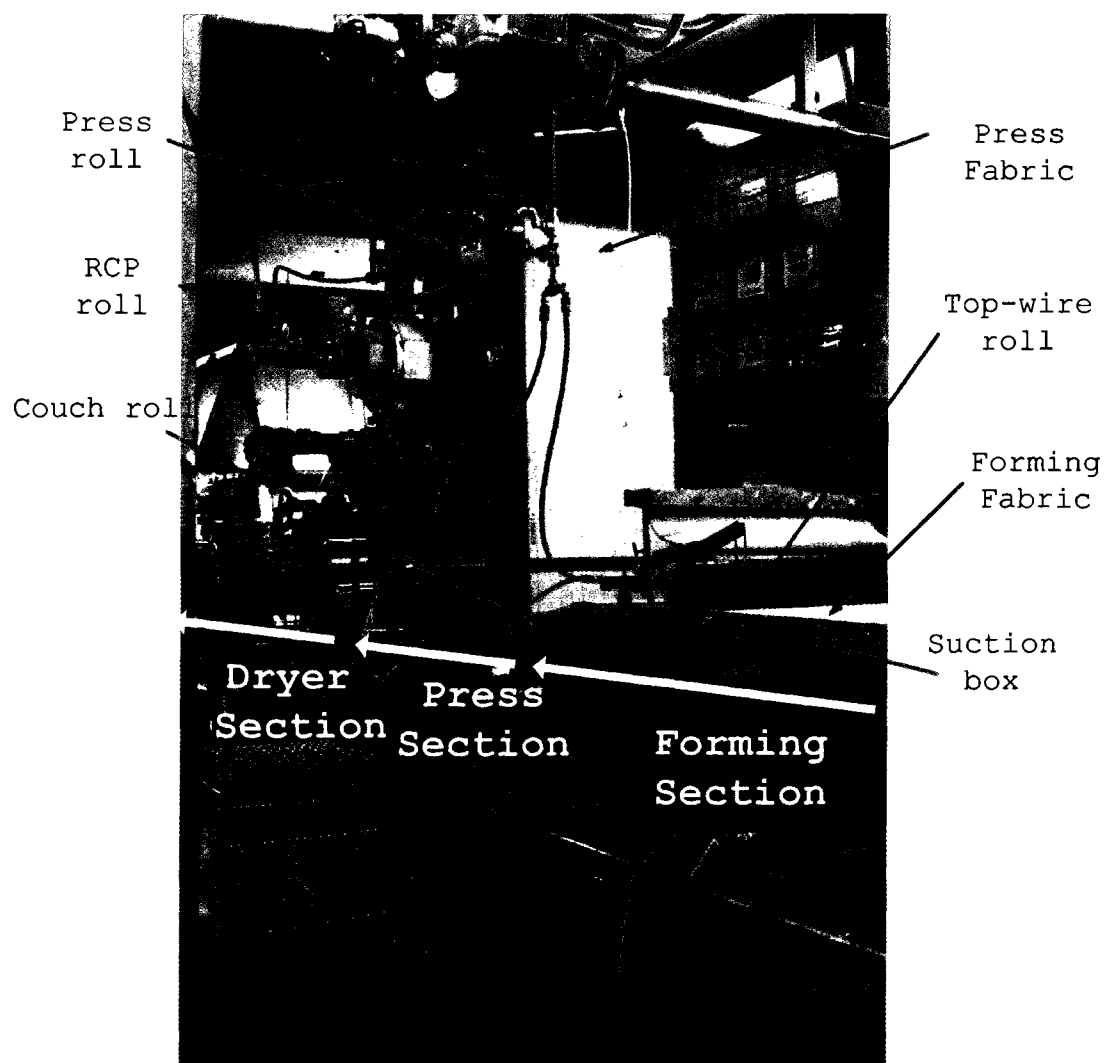 Press
roll
RCP
roll
Couch rol
Press
Fabric
Top-wire
roll
Forming
Fabric
Suction
box
Dryer
Section
Press
Section
Forming
Section